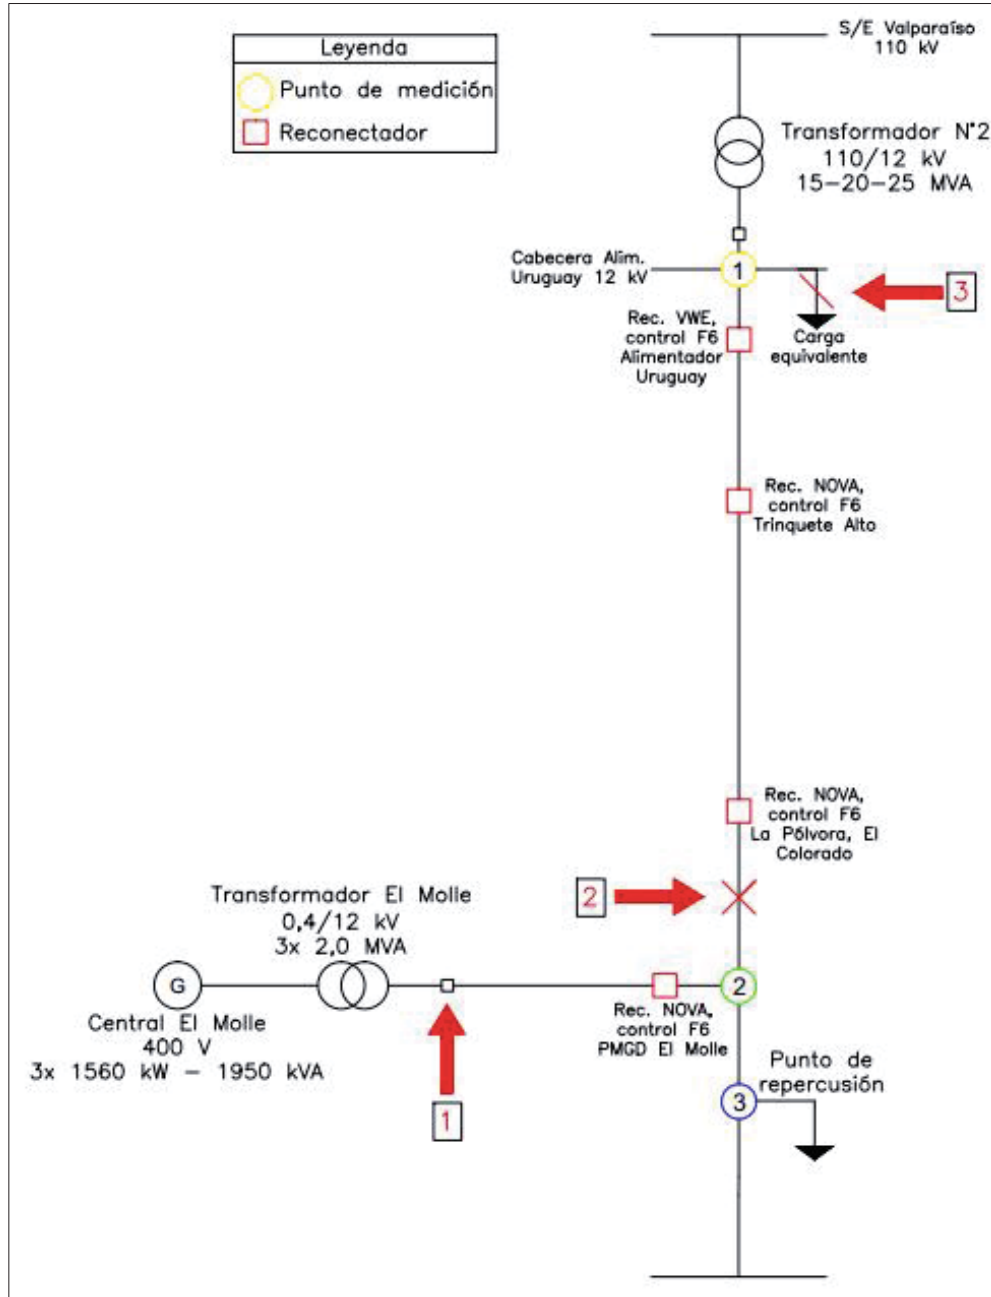 S/E Valparaíso
110 kV
Leyenda
Punto de medición
Reconectador
Transformador N°2
110/12 kV
15-20-25 MVA
Cabecera Alim.
Uruguay 12 kV
1
3
Rec. VWE,
control F6
Alimentador
Uruguay
Carga
equivalente
Rec. NOVA,
control F6
Trinquete Alto
Rec. NOVA,
control F6
La Pólvora, El
Colorado
2
Transformador El Molle
0,4/12 kV
3x 2,0 MVA
G
2
Central El Molle
400 V
3x 1560 kW - 1950 kVA
Rec. NOVA,
control F6
PMGD El Molle
Punto de
repercusión
3
1